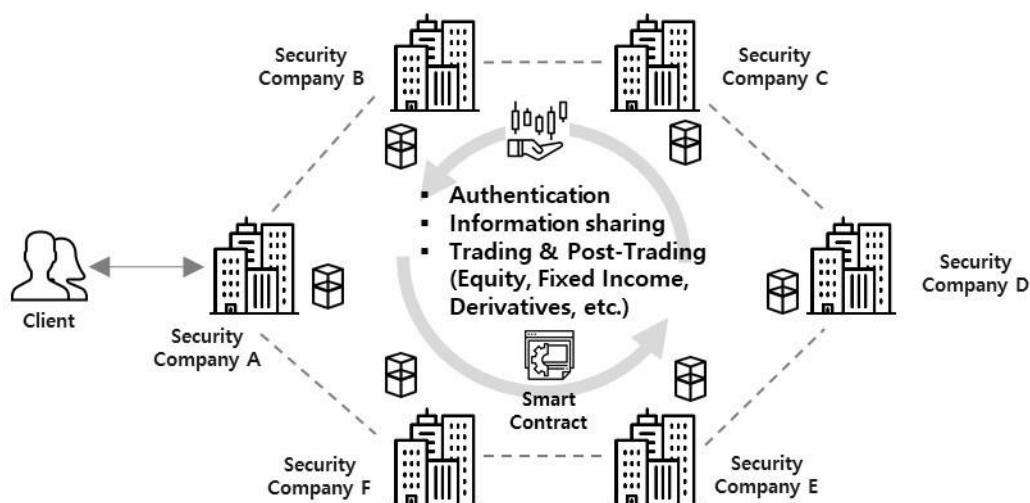 Security
Company B
Security
Company C
▪ Authentication
▪ Information sharing
▪ Trading & Post-Trading
(Equity, Fixed Income,
Derivatives, etc.)
Client
Security
Company A
Security
Company D
Smart
Contract
Security
Company F
Security
Company E